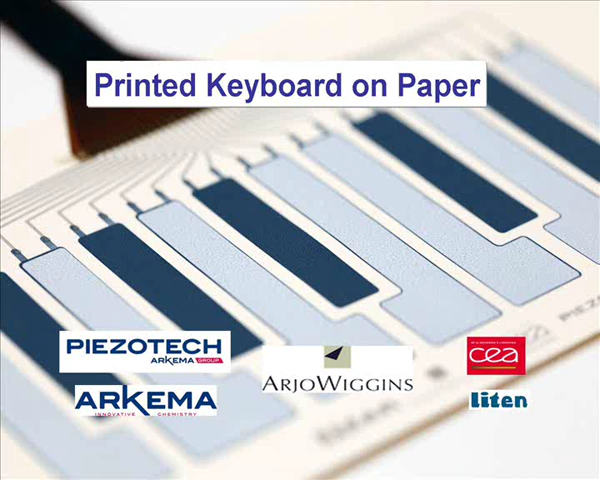 Printed Keyboard on Paper
PIEZOTECH
ARKEMA GROUP
ARKEMA
INNOVATIVE CHEMISTRY
ARJOWIGGINS
cea
liten